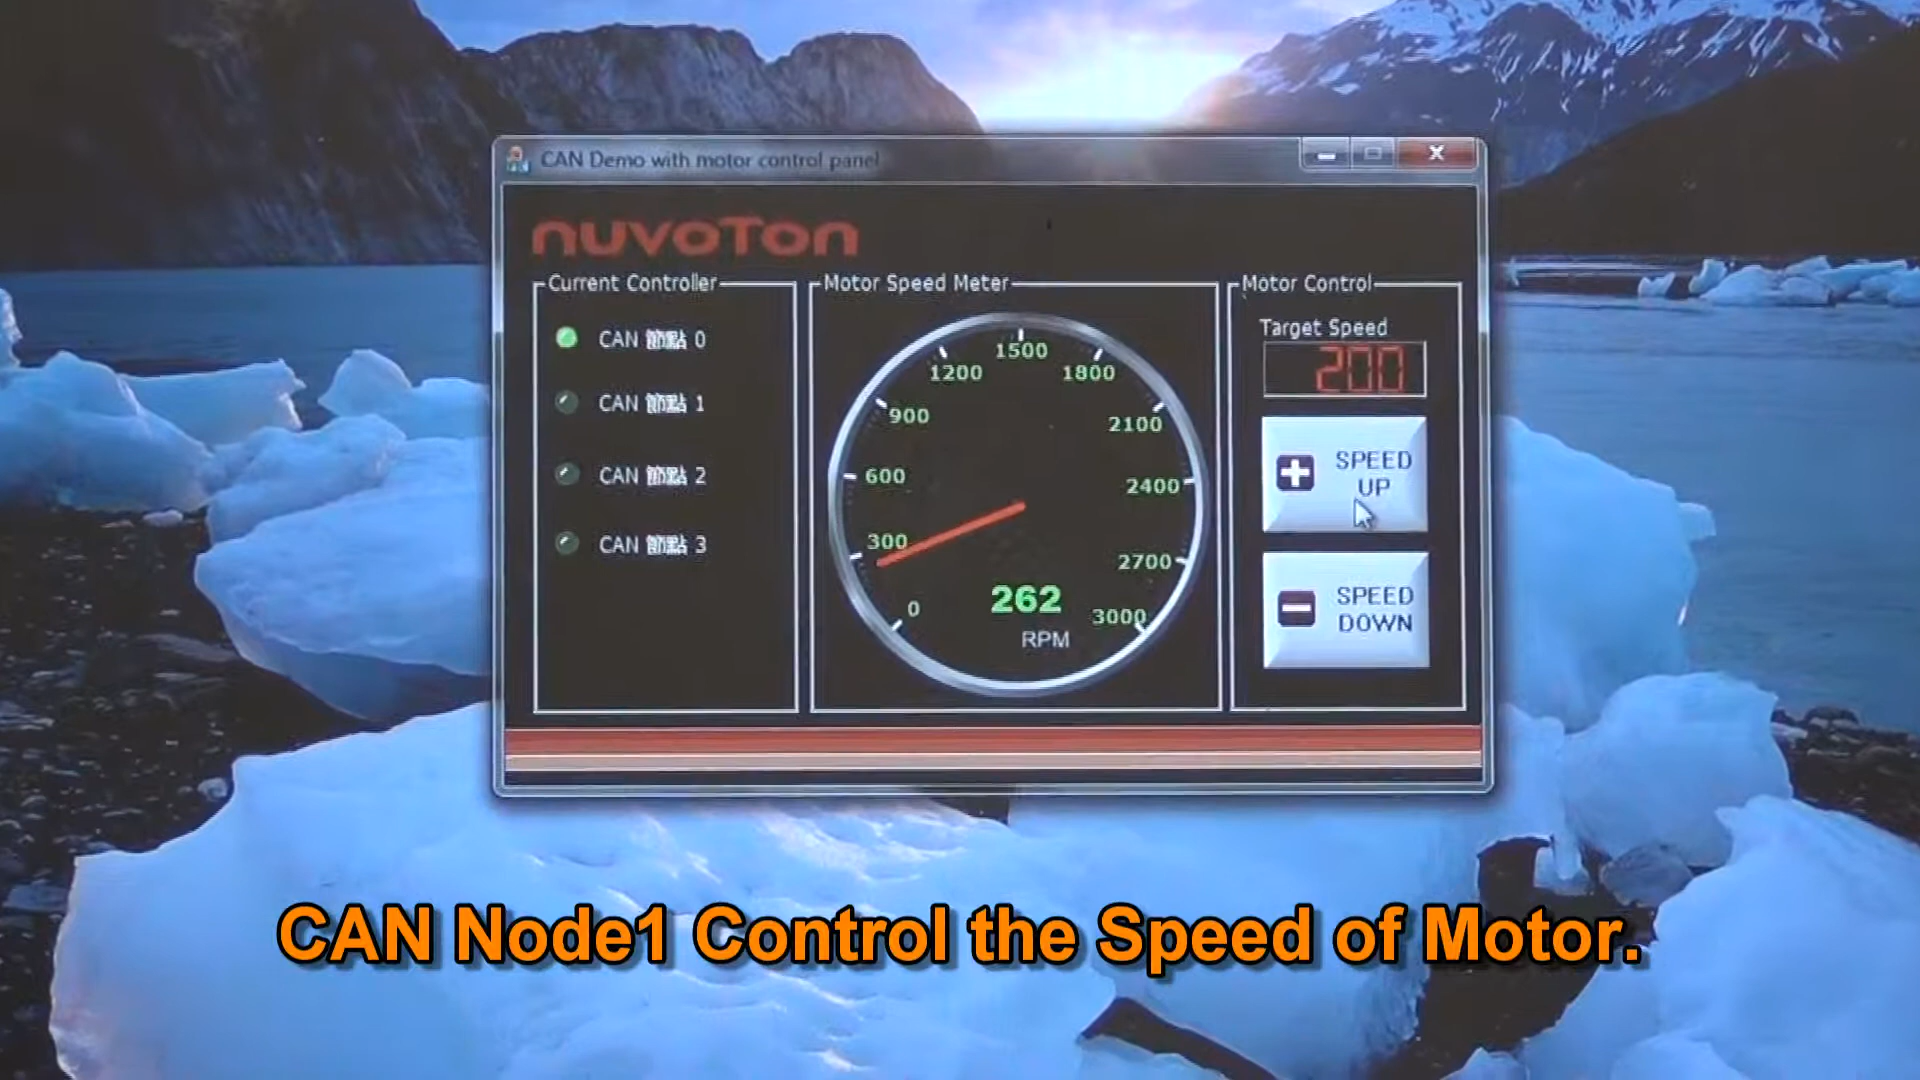 CAN Demo with motor control panel
nuvoTon
Current Controller
CAN 節點 0
CAN 節點 1
CAN 節點 2
CAN 節點 3
Motor Speed Meter
0
300
600
900
1200
1500
1800
2100
2400
2700
3000
262
RPM
Motor Control
Target Speed
200
SPEED
UP
SPEED
DOWN
CAN Node1 Control the Speed of Motor.